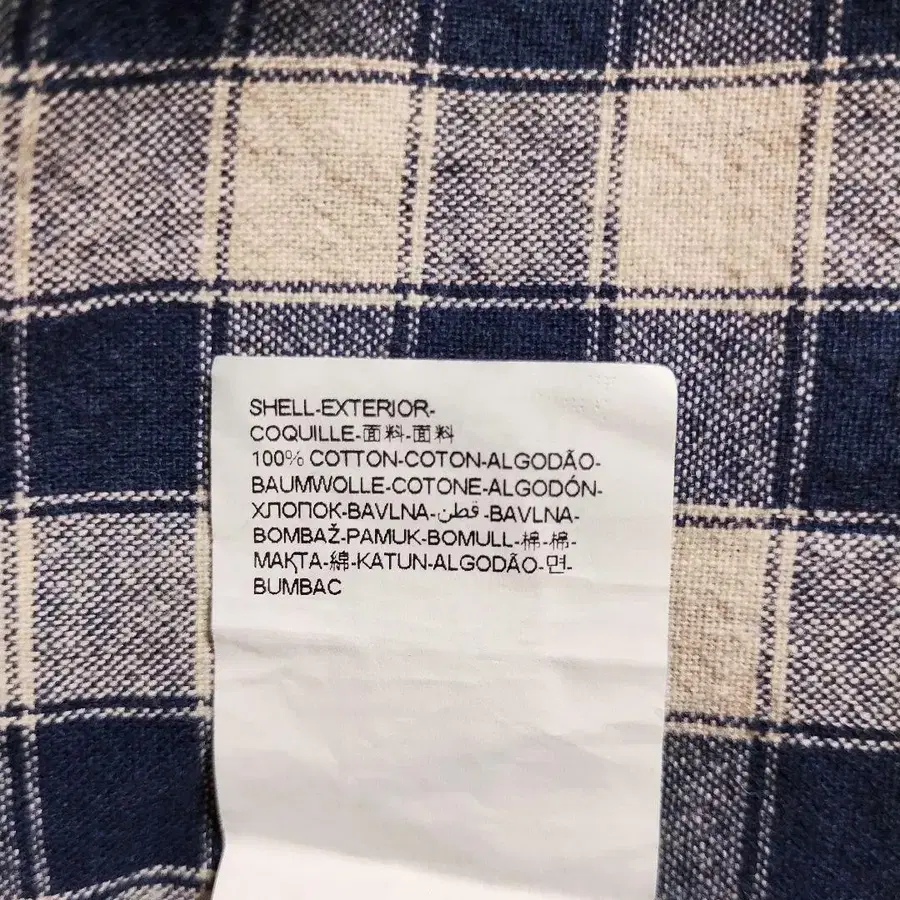 SHELL-EXTERIOR-
COQUILLE-面料-面料
100% COTTON-COTON-ALGODÃO-
BAUMWOLLE-COTONE-ALGODÓN-
ХЛОПОК-BAVLNA-قطن-BAVLNA-
BOMBAŽ-PAMUK-BOMULL-棉-棉-
МАҚТА-綿-KATUN-ALGODÃO-면-
BUMBAC